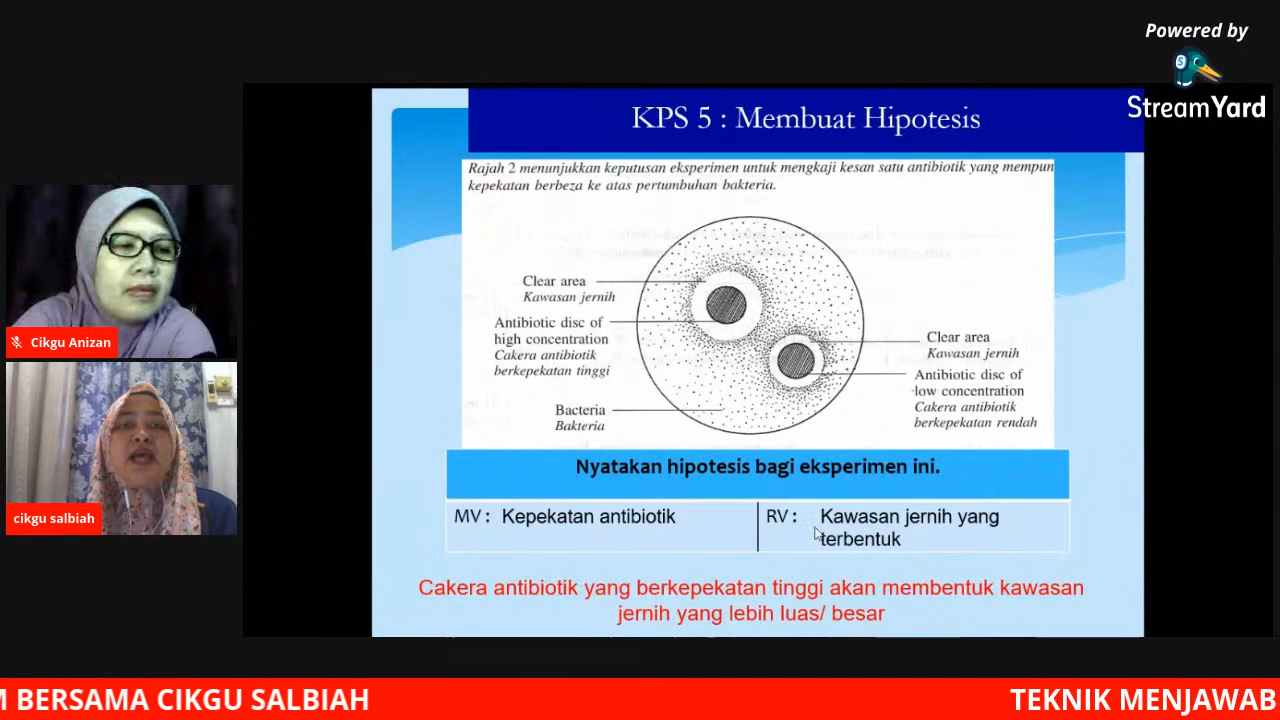 Powered by
StreamYard
KPS 5 : Membuat Hipotesis
Rajah 2 menunjukkan keputusan eksperimen untuk mengkaji kesan satu antibiotik yang mempun
kepekatan berbeza ke atas pertumbuhan bakteria.
Clear area
Kawasan jernih
Antibiotic disc of
high concentration
Cakera antibiotik
berkepekatan tinggi
Bacteria
Bakteria
Clear area
Kawasan jernih
Antibiotic disc of
low concentration
Cakera antibiotik
berkepekatan rendah
Nyatakan hipotesis bagi eksperimen ini.
MV : Kepekatan antibiotik
RV : Kawasan jernih yang
terbentuk
Cakera antibiotik yang berkepekatan tinggi akan membentuk kawasan
jernih yang lebih luas/ besar
Cikgu Anizan
cikgu salbiah
M BERSAMA CIKGU SALBIAH
TEKNIK MENJAWAB